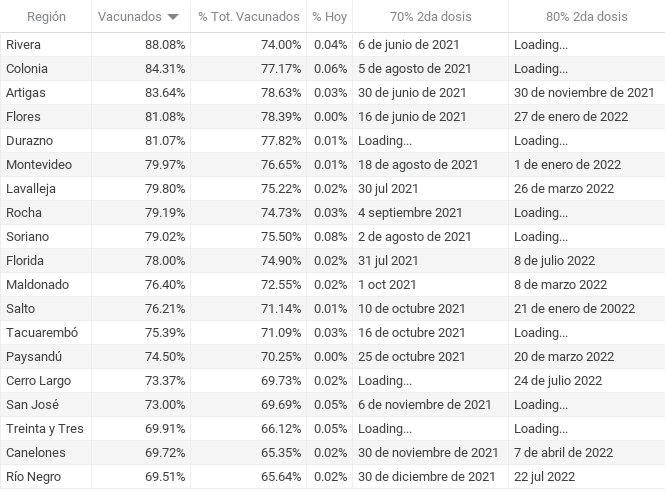 Región Vacunados % Tot. Vacunados % Hoy 70% 2da dosis 80% 2da dosis
Rivera 88.08% 74.00% 0.04% 6 de junio de 2021 Loading...
Colonia 84.31% 77.17% 0.06% 5 de agosto de 2021 Loading...
Artigas 83.64% 78.63% 0.03% 30 de junio de 2021 30 de noviembre de 2021
Flores 81.08% 78.39% 0.00% 16 de junio de 2021 27 de enero de 2022
Durazno 81.07% 77.82% 0.01% Loading... Loading...
Montevideo 79.97% 76.65% 0.01% 18 de agosto de 2021 1 de enero de 2022
Lavalleja 79.80% 75.22% 0.02% 30 jul 2021 26 de marzo 2022
Rocha 79.19% 74.73% 0.03% 4 septiembre 2021 Loading...
Soriano 79.02% 75.50% 0.08% 2 de agosto de 2021 Loading...
Florida 78.00% 74.90% 0.02% 31 jul 2021 8 de julio 2022
Maldonado 76.40% 72.55% 0.02% 1 oct 2021 8 de marzo 2022
Salto 76.21% 71.14% 0.01% 10 de octubre 2021 21 de enero de 20022
Tacuarembó 75.39% 71.09% 0.03% 16 de octubre 2021 Loading...
Paysandú 74.50% 70.25% 0.00% 25 de octubre 2021 20 de marzo 2022
Cerro Largo 73.37% 69.73% 0.02% Loading... 24 de julio 2022
San José 73.00% 69.69% 0.05% 6 de noviembre de 2021 Loading...
Treinta y Tres 69.91% 66.12% 0.05% Loading... Loading...
Canelones 69.72% 65.35% 0.02% 30 de noviembre de 2021 7 de abril de 2022
Río Negro 69.51% 65.64% 0.02% 30 de diciembre de 2021 22 jul 2022